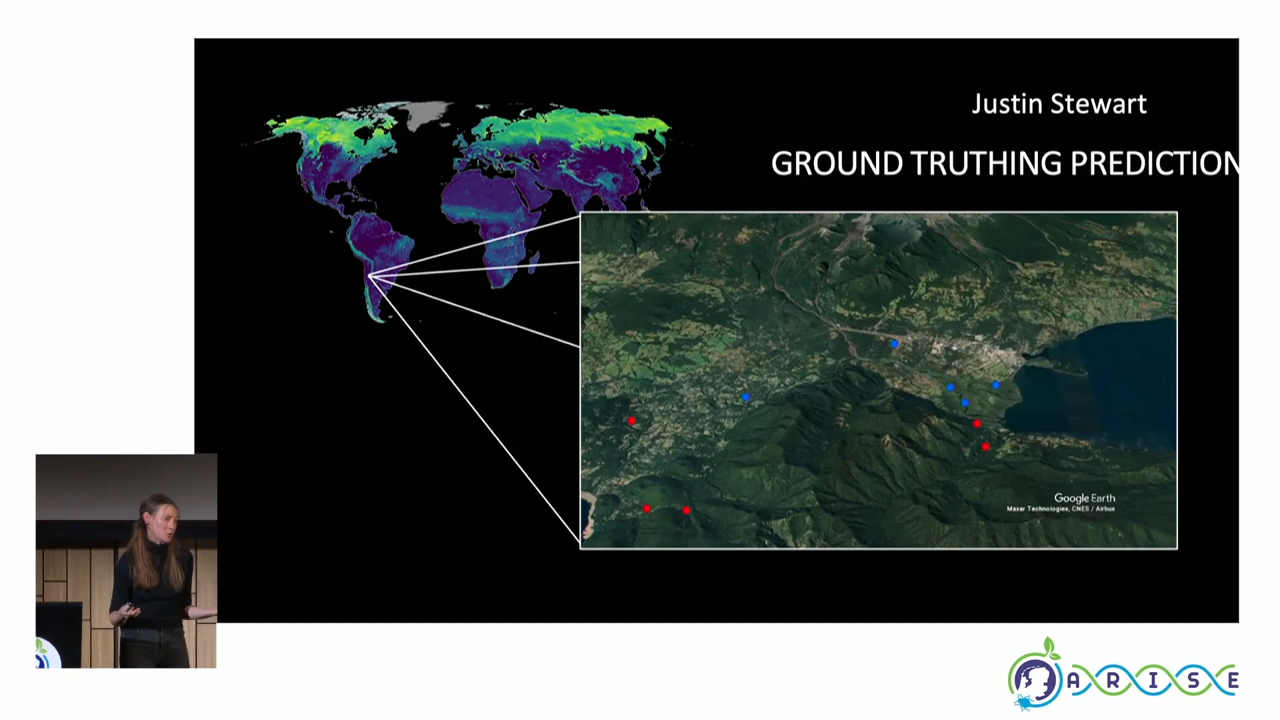 Justin Stewart
GROUND TRUTHING PREDICTION
Google Earth
Maxar Technologies, CNES / Airbus
ARISE